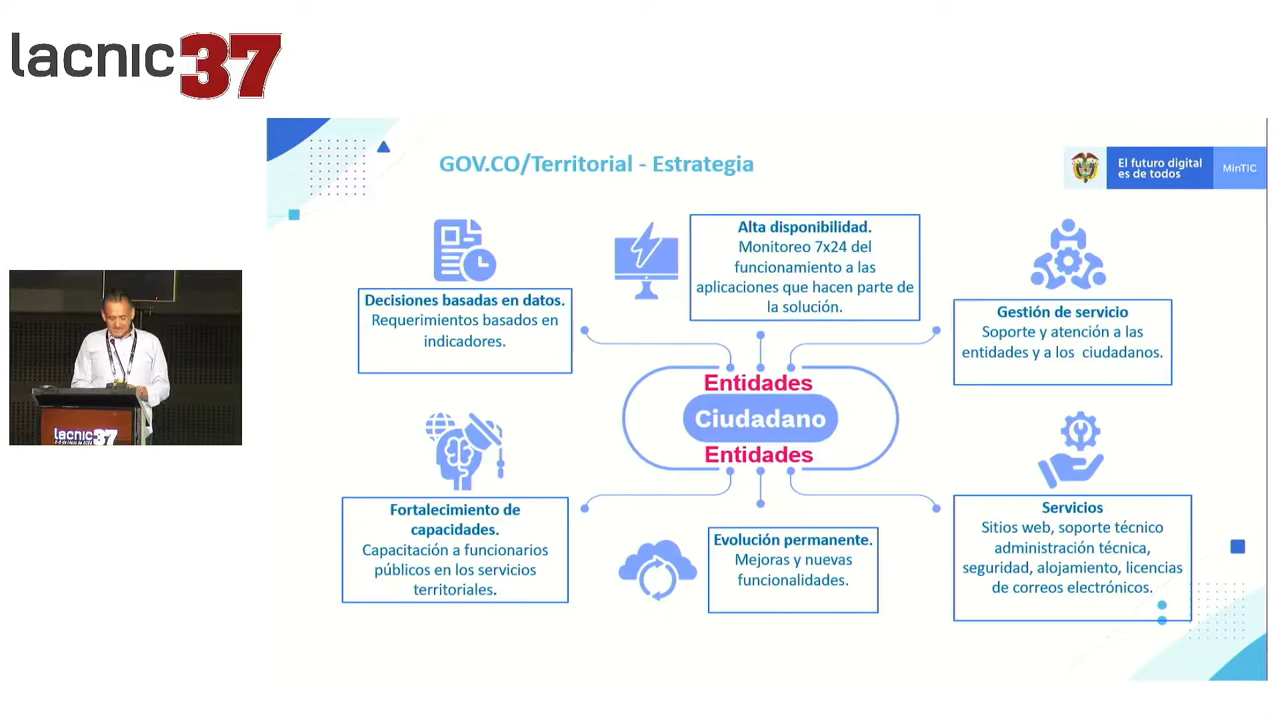 lacnic37
GOV.CO/Territorial - Estrategia
El futuro digital
es de todos
MinTIC
Decisiones basadas en datos.
Requerimientos basados en
indicadores.
Alta disponibilidad.
Monitoreo 7x24 del
funcionamiento a las
aplicaciones que hacen parte de
la solución.
Gestión de servicio
Soporte y atención a las
entidades y a los ciudadanos.
Entidades
Ciudadano
Entidades
Fortalecimiento de
capacidades.
Capacitación a funcionarios
públicos en los servicios
territoriales.
Evolución permanente.
Mejoras y nuevas
funcionalidades.
Servicios
Sitios web, soporte técnico
administración técnica,
seguridad, alojamiento, licencias
de correos electrónicos.
lacnic37